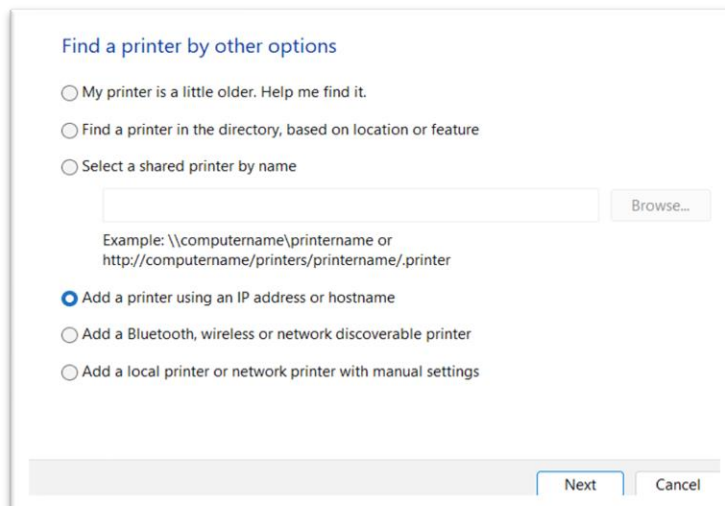 Find a printer by other options
My printer is a little older. Help me find it.
Find a printer in the directory, based on location or feature
Select a shared printer by name
Browse...
Example: \\computername\printername or
http://computername/printers/printername/.printer
Add a printer using an IP address or hostname
Add a Bluetooth, wireless or network discoverable printer
Add a local printer or network printer with manual settings
Next Cancel